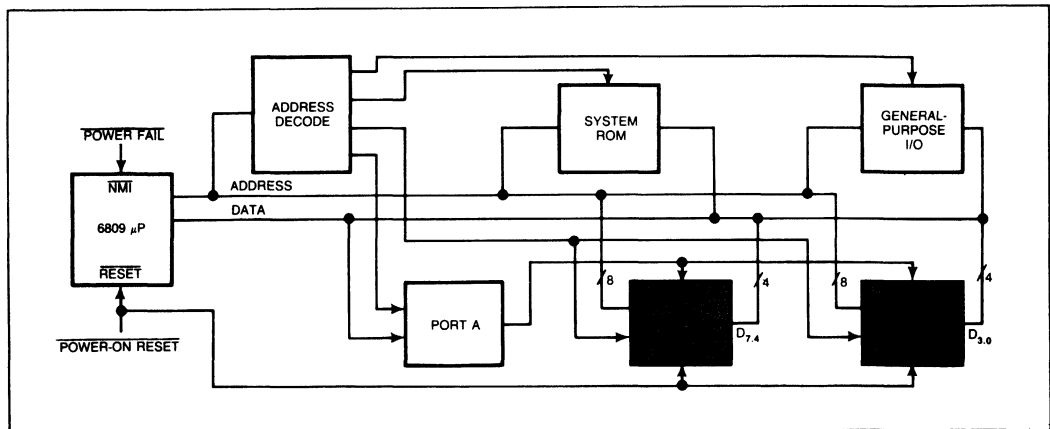 ADDRESS
DECODE
SYSTEM
ROM
GENERAL-
PURPOSE
I/O
POWER FAIL
NMI
6809 μP
RESET
POWER-ON RESET
ADDRESS
DATA
PORT A
8
4
8
4
D7.4
D3.0